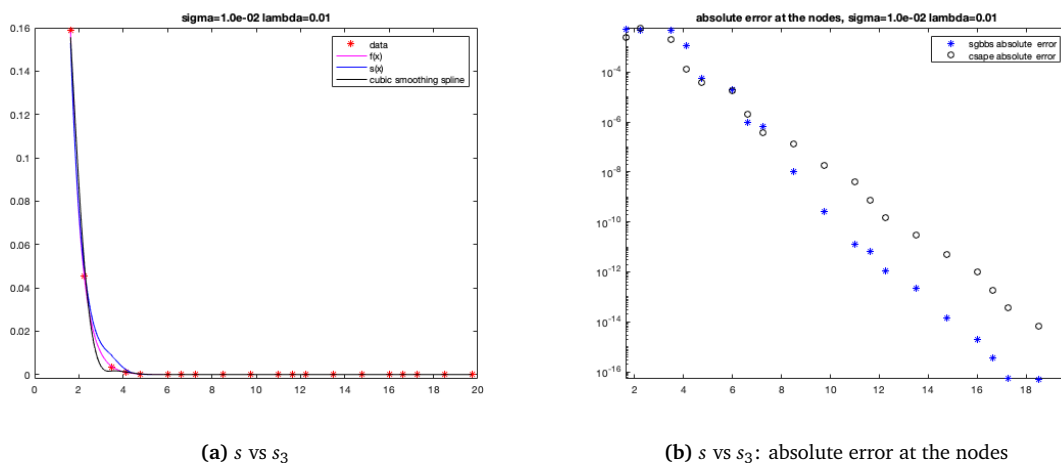 sigma=1.0e-02 lambda=0.01
0.16
0.14
0.12
0.1
0.08
0.06
0.04
0.02
0
0 2 4 6 8 10 12 14 16 18 20
data
f(x)
s(x)
cubic smoothing spline
absolute error at the nodes, sigma=1.0e-02 lambda=0.01
10-4
10-6
10-8
10-10
10-12
10-14
10-16
2 4 6 8 10 12 14 16 18
sgbbs absolute error
csape absolute error
(a) s vs s3
(b) s vs s3: absolute error at the nodes